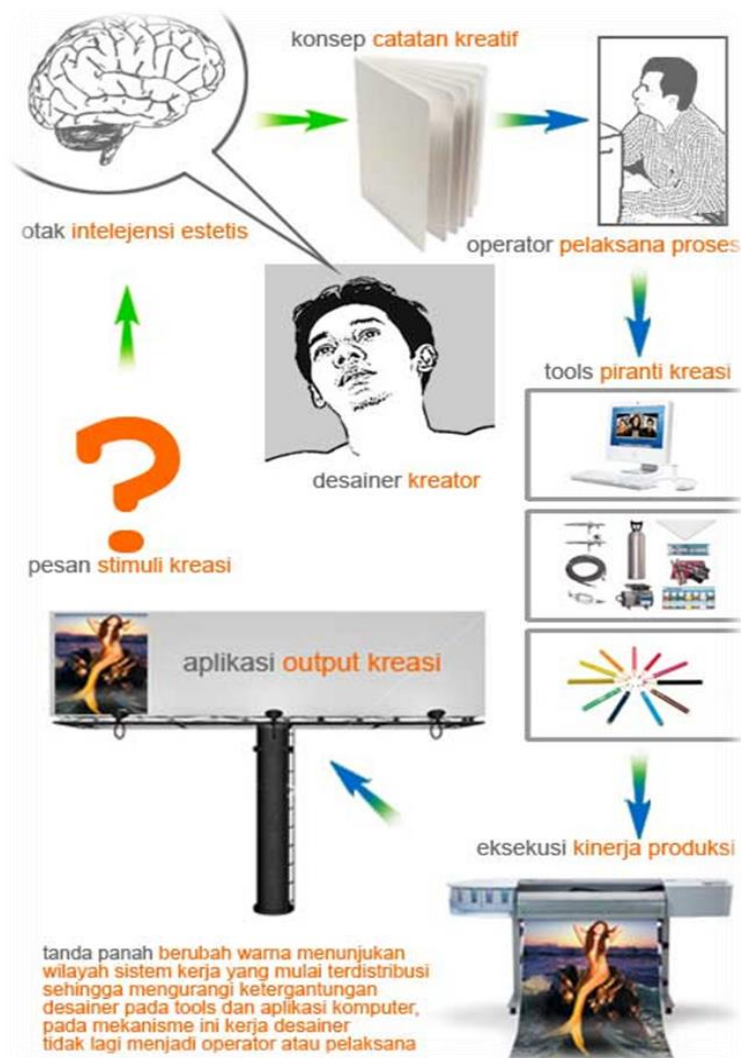 konsep catatan kreatif
otak intelejensi estetis
operator pelaksana proses
tools piranti kreasi
desainer kreator
?
pesan stimuli kreasi
aplikasi output kreasi
eksekusi kinerja produksi
tanda panah berubah warna menunjukan
wilayah sistem kerja yang mulai terdistribusi
sehingga mengurangi ketergantungan
desainer pada tools dan aplikasi komputer,
pada mekanisme ini kerja desainer
tidak lagi menjadi operator atau pelaksana